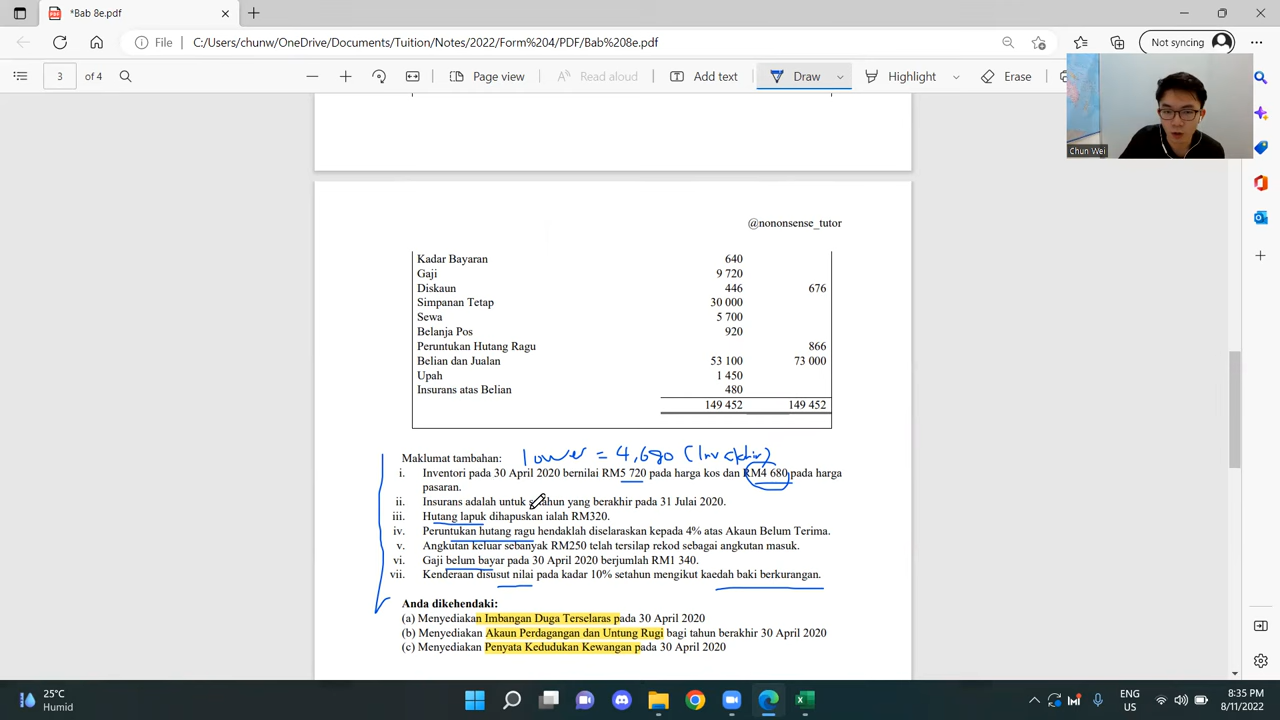 *Bab 8e.pdf
File C:/Users/chunw/OneDrive/Documents/Tuition/Notes/2022/Form%204/PDF/Bab%208e.pdf
Not syncing
3 of 4
Page view
Read aloud
Add text
Draw
Highlight
Erase
Chun Wei
@nononsense_tutor
Kadar Bayaran 640
Gaji 9 720
Diskaun 446 676
Simpanan Tetap 30 000
Sewa 5 700
Belanja Pos 920
Peruntukan Hutang Ragu 866
Belian dan Jualan 53 100 73 000
Upah 1 450
Insurans atas Belian 480
149 452 149 452
lower = 4,680 (Inv akhir)
Maklumat tambahan:
i. Inventori pada 30 April 2020 bernilai RM5 720 pada harga kos dan RM4 680 pada harga
pasaran.
ii. Insurans adalah untuk setahun yang berakhir pada 31 Julai 2020.
iii. Hutang lapuk dihapuskan ialah RM320.
iv. Peruntukan hutang ragu hendaklah diselaraskan kepada 4% atas Akaun Belum Terima.
v. Angkutan keluar sebanyak RM250 telah tersilap rekod sebagai angkutan masuk.
vi. Gaji belum bayar pada 30 April 2020 berjumlah RM1 340.
vii. Kenderaan disusut nilai pada kadar 10% setahun mengikut kaedah baki berkurangan.
Anda dikehendaki:
(a) Menyediakan Imbangan Duga Terselaras pada 30 April 2020
(b) Menyediakan Akaun Perdagangan dan Untung Rugi bagi tahun berakhir 30 April 2020
(c) Menyediakan Penyata Kedudukan Kewangan pada 30 April 2020
25°C
Humid
ENG
US
8:35 PM
8/11/2022